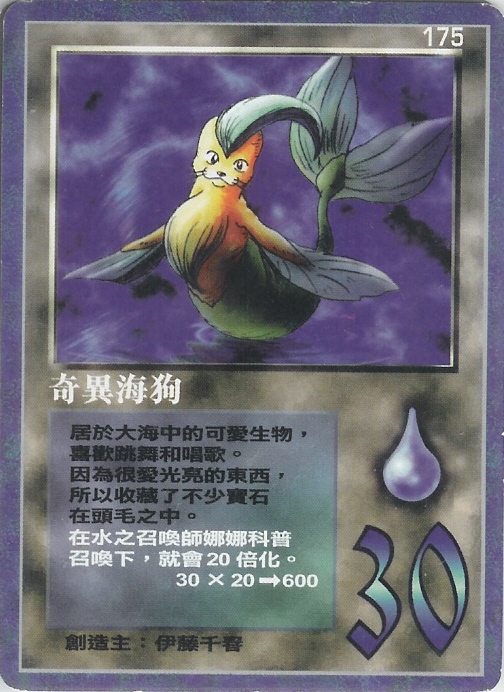 175
奇異海狗
居於大海中的可愛生物，
喜歡跳舞和唱歌。
因為很愛光亮的東西，
所以收藏了不少寶石
在頭毛之中。
在水之召喚師娜娜科普
召喚下，就會20倍化。
30 × 20➡600
30
創造主：伊藤千春